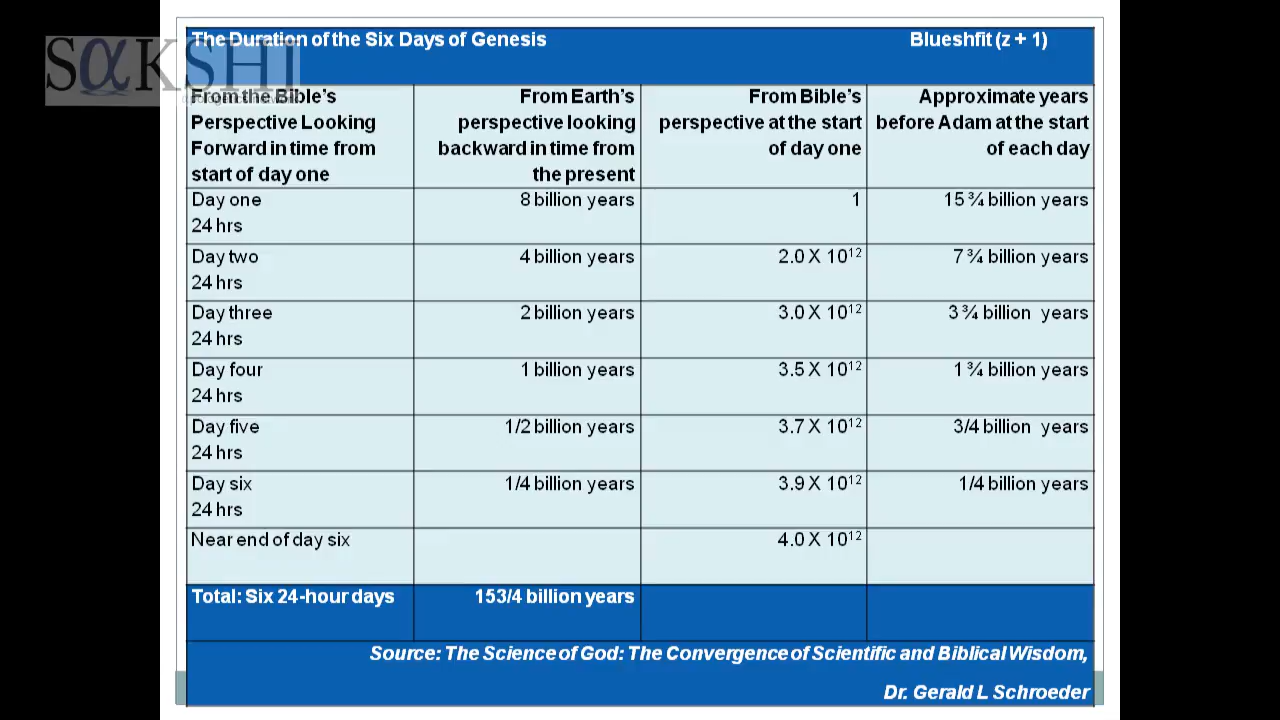 The Duration of the Six Days of Genesis Blueshfit (z + 1)
SαKSHI
From the Bible's
Perspective Looking
Forward in time from
start of day one
From Earth's
perspective looking
backward in time from
the present
From Bible's
perspective at the start
of day one
Approximate years
before Adam at the start
of each day
Day one 8 billion years 1 15 ¾ billion years
24 hrs
Day two 4 billion years 2.0 X 10¹² 7 ¾ billion years
24 hrs
Day three 2 billion years 3.0 X 10¹² 3 ¾ billion years
24 hrs
Day four 1 billion years 3.5 X 10¹² 1 ¾ billion years
24 hrs
Day five 1/2 billion years 3.7 X 10¹² 3/4 billion years
24 hrs
Day six 1/4 billion years 3.9 X 10¹² 1/4 billion years
24 hrs
Near end of day six 4.0 X 10¹²
Total: Six 24-hour days 153/4 billion years
Source: The Science of God: The Convergence of Scientific and Biblical Wisdom,
Dr. Gerald L Schroeder